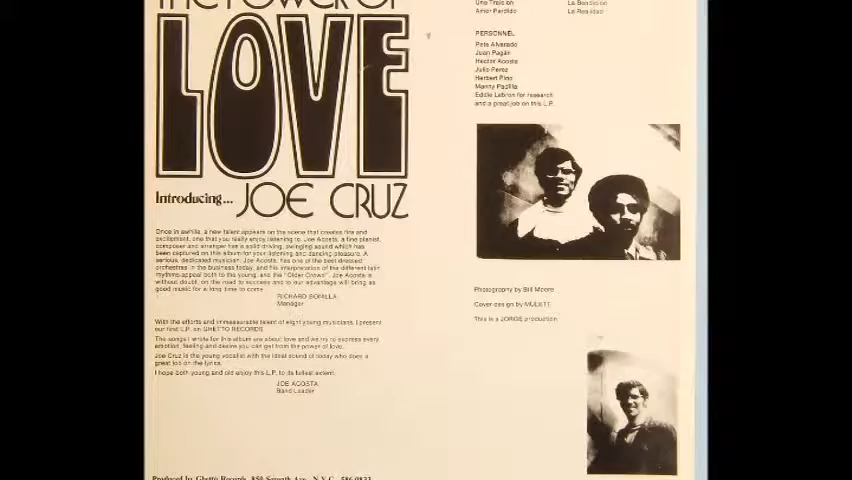 THE POWER OF
LOVE
Introducing... JOE CRUZ
Once in awhile, a new talent appears on the scene that creates fire and
excitement, one that you really enjoy listening to. Joe Acosta, a fine pianist,
composer and arranger has a solid driving, swinging sound which has
been captured on this album for your listening and dancing pleasure. A
serious, dedicated musician, Joe Acosta, has one of the best dressed
orchestras in the business today, and his interpretation of the different latin
rhythms appeal both to the young, and the "Older Crowd". Joe Acosta is
without doubt, on the road to success and to our advantage will bring us
good music for a long time to come.
RICHARD BONILLA
Manager
With the efforts and immeasurable talent of eight young musicians, I present
our first L.P. on GHETTO RECORDS.
The songs I wrote for this album are about love and we try to express every
emotion, feeling and desire you can get from the power of love.
Joe Cruz is the young vocalist with the ideal sound of today who does a
great job on the lyrics.
I hope both young and old enjoy this L.P. to its fullest extent.
JOE ACOSTA
Band Leader
Produced by Ghetto Records, 850 Seventh Ave., N.Y.C. 586-0833
Una Traicion
La Bendicion
Amor Perdido
La Realidad
PERSONNEL
Pete Alvarado
Juan Pagán
Hector Acosta
Julio Perez
Herbert Pino
Manny Padilla
Eddie Lebron for research
and a great job on this L.P.
Photography by Bill Moore
Cover design by
This is a JORGE production